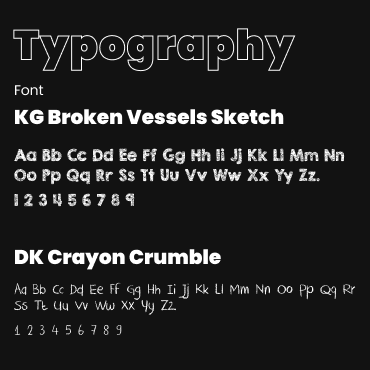 Typography
Font
KG Broken Vessels Sketch
Aa Bb Cc Dd Ee Ff Gg Hh Ii Jj Kk Ll Mm Nn
Oo Pp Qq Rr Ss Tt Uu Vv Ww Xx Yy Zz.
1 2 3 4 5 6 7 8 9
DK Crayon Crumble
Aa Bb Cc Dd Ee Ff Gg Hh Ii Jj Kk Ll Mm Nn Oo Pp Qq Rr
Ss Tt Uu Vv Ww Xx Yy Zz.
1 2 3 4 5 6 7 8 9